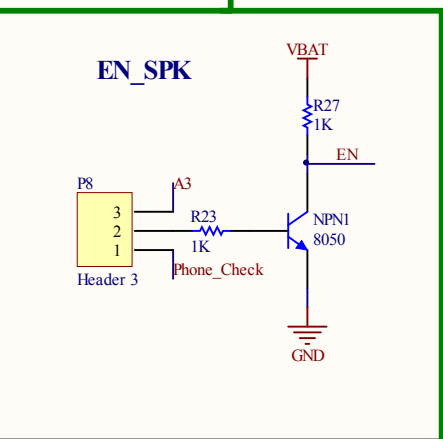 VBAT
EN_SPK
R27
1K
EN
P8
A3
3
R23
NPN1
2
8050
1
1K
Phone_Check
Header 3
GND